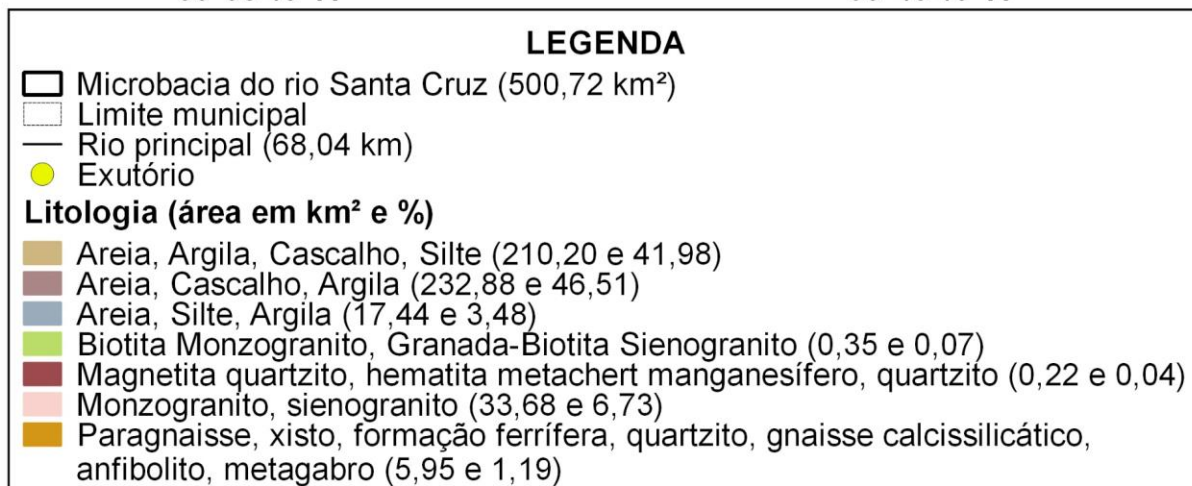 LEGENDA
Microbacia do rio Santa Cruz (500,72 km²)
Limite municipal
Rio principal (68,04 km)
Exutório
Litologia (área em km² e %)
Areia, Argila, Cascalho, Silte (210,20 e 41,98)
Areia, Cascalho, Argila (232,88 e 46,51)
Areia, Silte, Argila (17,44 e 3,48)
Biotita Monzogranito, Granada-Biotita Sienogranito (0,35 e 0,07)
Magnetita quartzito, hematita metachert manganesífero, quartzito (0,22 e 0,04)
Monzogranito, sienogranito (33,68 e 6,73)
Paragnaisse, xisto, formação ferrífera, quartzito, gnaisse calcissilicático,
anfibolito, metagabro (5,95 e 1,19)